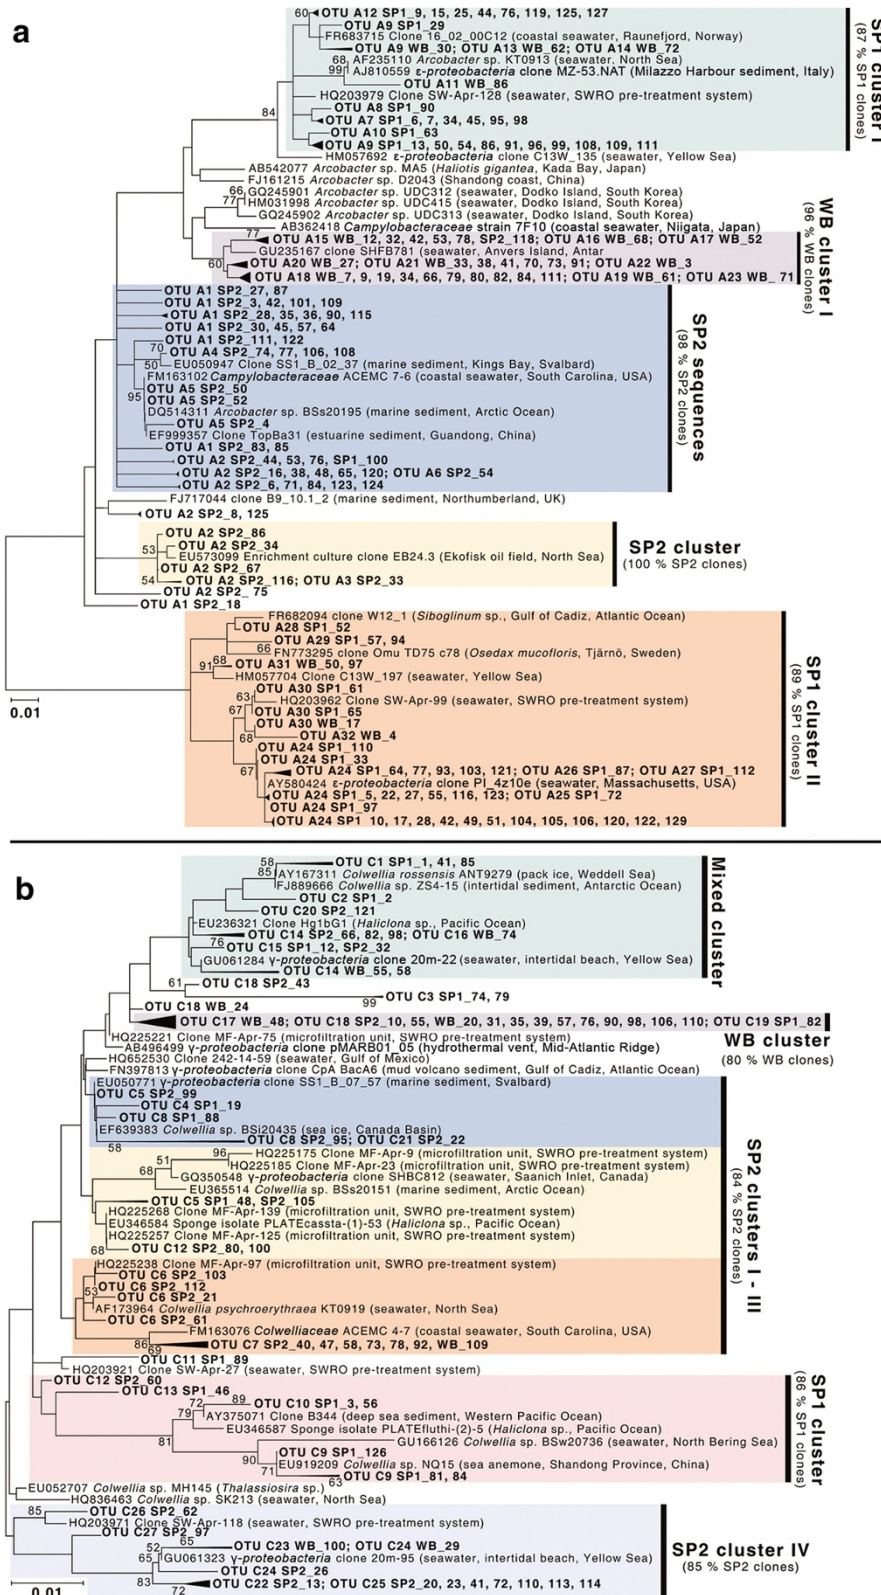 a
60 OTU A12 SP1_9, 15, 25, 44, 76, 119, 125, 127
OTU A9 SP1_29
FR683715 Clone 16_02_00C12 (coastal seawater, Raunefjord, Norway)
OTU A9 WB_30; OTU A13 WB_62; OTU A14 WB_72
68 AF235110 Arcobacter sp. KT0913 (seawater, North Sea)
99 AJ810559 ε-proteobacteria clone MZ-53.NAT (Milazzo Harbour sediment, Italy)
OTU A11 WB_86
HQ203979 Clone SW-Apr-128 (seawater, SWRO pre-treatment system)
84
OTU A8 SP1_90
OTU A7 SP1_6, 7, 34, 45, 95, 98
OTU A10 SP1_63
OTU A9 SP1_13, 50, 54, 86, 91, 96, 99, 108, 109, 111
SP1 cluster I
(87 % SP1 clones)
HM057692 ε-proteobacteria clone C13W_135 (seawater, Yellow Sea)
AB542077 Arcobacter sp. MA5 (Haliotis gigantea, Kada Bay, Japan)
FJ161215 Arcobacter sp. D2043 (Shandong coast, China)
66 GQ245901 Arcobacter sp. UDC312 (seawater, Dodko Island, South Korea)
77 HM031998 Arcobacter sp. UDC415 (seawater, Dodko Island, South Korea)
GQ245902 Arcobacter sp. UDC313 (seawater, Dodko Island, South Korea)
AB362418 Campylobacteraceae strain 7F10 (coastal seawater, Niigata, Japan)
77 OTU A15 WB_12, 32, 42, 53, 78, SP2_118; OTU A16 WB_68; OTU A17 WB_52
GU235167 clone SHFB781 (seawater, Anvers Island, Antar
60 OTU A20 WB_27; OTU A21 WB_33, 38, 41, 70, 73, 91; OTU A22 WB_3
OTU A18 WB_7, 9, 19, 34, 66, 79, 80, 82, 84, 111; OTU A19 WB_61; OTU A23 WB_71
WB cluster I
(96 % WB clones)
OTU A1 SP2_27, 87
OTU A1 SP2_3, 42, 101, 109
OTU A1 SP2_28, 35, 36, 90, 115
OTU A1 SP2_30, 45, 57, 64
OTU A1 SP2_111, 122
70 OTU A4 SP2_74, 77, 106, 108
50 EU050947 Clone SS1_B_02_37 (marine sediment, Kings Bay, Svalbard)
FM163102 Campylobacteraceae ACEMC 7-6 (coastal seawater, South Carolina, USA)
OTU A5 SP2_50
95 OTU A5 SP2_52
DQ514311 Arcobacter sp. BSs20195 (marine sediment, Arctic Ocean)
OTU A5 SP2_4
EF999357 Clone TopBa31 (estuarine sediment, Guandong, China)
OTU A1 SP2_83, 85
OTU A2 SP2_44, 53, 76, SP1_100
OTU A2 SP2_16, 38, 48, 65, 120; OTU A6 SP2_54
OTU A2 SP2_6, 71, 84, 123, 124
SP2 sequences
(98 % SP2 clones)
FJ717044 clone B9_10.1_2 (marine sediment, Northumberland, UK)
OTU A2 SP2_8, 125
OTU A2 SP2_86
53 OTU A2 SP2_34
EU573099 Enrichment culture clone EB24.3 (Ekofisk oil field, North Sea)
OTU A2 SP2_67
54 OTU A2 SP2_116; OTU A3 SP2_33
SP2 cluster
(100 % SP2 clones)
OTU A2 SP2_ 75
OTU A1 SP2_18
FR682094 clone W12_1 (Siboglinum sp., Gulf of Cadiz, Atlantic Ocean)
OTU A28 SP1_52
OTU A29 SP1_57, 94
66 FN773295 clone Omu TD75 c78 (Osedax mucofloris, Tjärnö, Sweden)
91 68 OTU A31 WB_50, 97
HM057704 Clone C13W_197 (seawater, Yellow Sea)
OTU A30 SP1_61
63 HQ203962 Clone SW-Apr-99 (seawater, SWRO pre-treatment system)
67 OTU A30 SP1_65
OTU A30 WB_17
68 OTU A32 WB_4
OTU A24 SP1_110
OTU A24 SP1_33
67 OTU A24 SP1_64, 77, 93, 103, 121; OTU A26 SP1_87; OTU A27 SP1_112
AY580424 ε-proteobacteria clone PI_4z10e (seawater, Massachusetts, USA)
OTU A24 SP1_5, 22, 27, 55, 116, 123; OTU A25 SP1_72
OTU A24 SP1_97
OTU A24 SP1 10, 17, 28, 42, 49, 51, 104, 105, 106, 120, 122, 129
SP1 cluster II
(89 % SP1 clones)
0.01
b
58 OTU C1 SP1_1, 41, 85
85 AY167311 Colwellia rossensis ANT9279 (pack ice, Weddell Sea)
FJ889666 Colwellia sp. ZS4-15 (intertidal sediment, Antarctic Ocean)
OTU C2 SP1_2
OTU C20 SP2_121
EU236321 Clone Hg1bG1 (Haliclona sp., Pacific Ocean)
OTU C14 SP2_66, 82, 98; OTU C16 WB_74
76 OTU C15 SP1_12, SP2_32
GU061284 γ-proteobacteria clone 20m-22 (seawater, intertidal beach, Yellow Sea)
OTU C14 WB_55, 58
Mixed cluster
61 OTU C18 SP2_43
99 OTU C3 SP1_74, 79
OTU C18 WB_24
OTU C17 WB_48; OTU C18 SP2_10, 55, WB_20, 31, 35, 39, 57, 76, 90, 98, 106, 110; OTU C19 SP1_82
WB cluster
(80 % WB clones)
HQ225221 Clone MF-Apr-75 (microfiltration unit, SWRO pre-treatment system)
AB496499 γ-proteobacteria clone pMARB01_05 (hydrothermal vent, Mid-Atlantic Ridge)
HQ652530 Clone 242-14-59 (seawater, Gulf of Mexico)
FN397813 γ-proteobacteria clone CpA BacA6 (mud volcano sediment, Gulf of Cadiz, Atlantic Ocean)
EU050771 γ-proteobacteria clone SS1_B_07_57 (marine sediment, Svalbard)
OTU C5 SP2_99
OTU C4 SP1_19
OTU C8 SP1_88
EF639383 Colwellia sp. BSi20435 (sea ice, Canada Basin)
58 OTU C8 SP2_95; OTU C21 SP2_22
96 HQ225175 Clone MF-Apr-9 (microfiltration unit, SWRO pre-treatment system)
51 HQ225185 Clone MF-Apr-23 (microfiltration unit, SWRO pre-treatment system)
68 GQ350548 γ-proteobacteria clone SHBC812 (seawater, Saanich Inlet, Canada)
EU365514 Colwellia sp. BSs20151 (marine sediment, Arctic Ocean)
OTU C5 SP1_48, SP2_105
HQ225268 Clone MF-Apr-139 (microfiltration unit, SWRO pre-treatment system)
EU346584 Sponge isolate PLATEcassta-(1)-53 (Haliclona sp., Pacific Ocean)
HQ225257 Clone MF-Apr-125 (microfiltration unit, SWRO pre-treatment system)
68 OTU C12 SP2_80, 100
HQ225238 Clone MF-Apr-97 (microfiltration unit, SWRO pre-treatment system)
OTU C6 SP2_103
53 OTU C6 SP2_112
OTU C6 SP2_21
AF173964 Colwellia psychroerythraea KT0919 (seawater, North Sea)
OTU C6 SP2_61
FM163076 Colwelliaceae ACEMC 4-7 (coastal seawater, South Carolina, USA)
86 69 OTU C7 SP2_40, 47, 58, 73, 78, 92, WB_109
SP2 clusters I - III
(84 % SP2 clones)
OTU C11 SP1_89
HQ203921 Clone SW-Apr-27 (seawater, SWRO pre-treatment system)
OTU C12 SP2_60
OTU C13 SP1_46
72 89 OTU C10 SP1_3, 56
79 AY375071 Clone B344 (deep sea sediment, Western Pacific Ocean)
EU346587 Sponge isolate PLATEfluthi-(2)-5 (Haliclona sp., Pacific Ocean)
81 GU166126 Colwellia sp. BSw20736 (seawater, North Bering Sea)
OTU C9 SP1_126
90 EU919209 Colwellia sp. NQ15 (sea anemone, Shandong Province, China)
71 63 OTU C9 SP1_81, 84
SP1 cluster
(86 % SP1 clones)
EU052707 Colwellia sp. MH145 (Thalassiosira sp.)
HQ836463 Colwellia sp. SK213 (seawater, North Sea)
85 OTU C26 SP2_62
HQ203971 Clone SW-Apr-118 (seawater, SWRO pre-treatment system)
OTU C27 SP2_97
52 65 OTU C23 WB_100; OTU C24 WB_29
65 GU061323 γ-proteobacteria clone 20m-95 (seawater, intertidal beach, Yellow Sea)
OTU C24 SP2_26
83 72 OTU C22 SP2_13; OTU C25 SP2_20, 23, 41, 72, 110, 113, 114
SP2 cluster IV
(85 % SP2 clones)
0.01